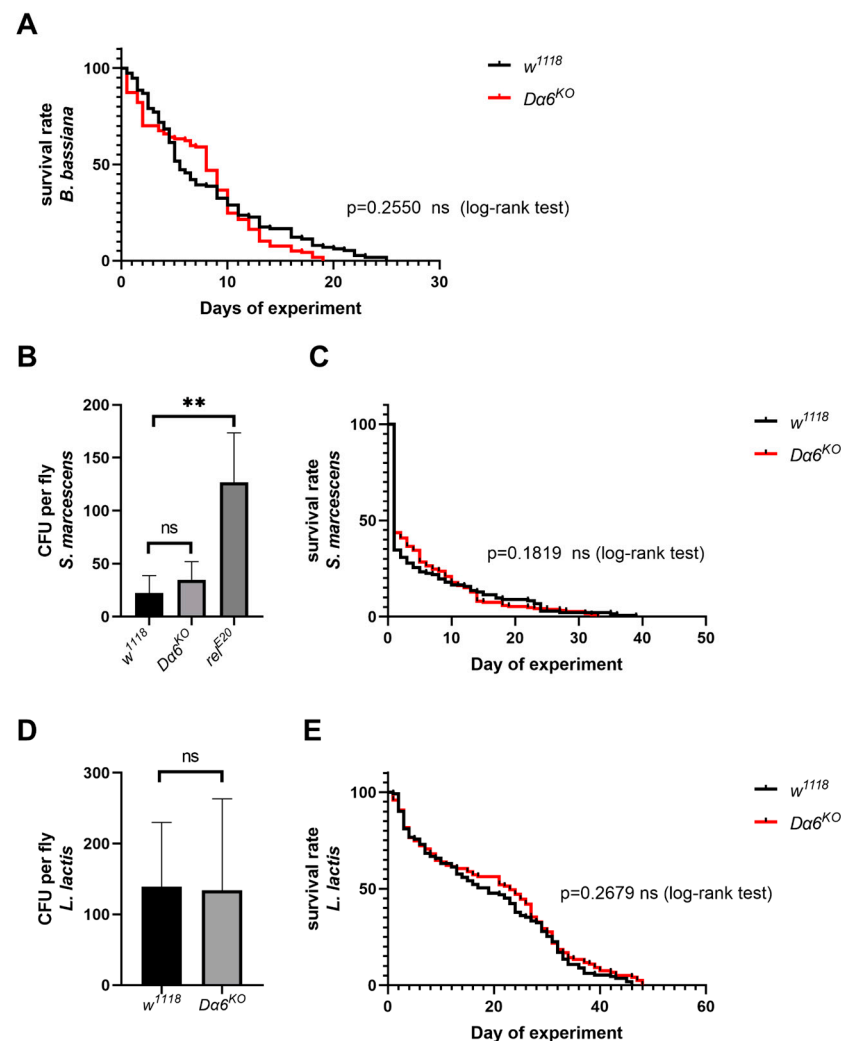 A
survival rate
B. bassiana
100
50
0
0
10
20
30
Days of experiment
w¹¹¹⁸
Dα6ᴷᴼ
p=0.2550 ns (log-rank test)
B
CFU per fly
S. marcescens
200
150
100
50
0
**
ns
w¹¹¹⁸
Dα6ᴷᴼ
relᴱ²⁰
C
survival rate
S. marcescens
100
50
0
0
10
20
30
40
50
Day of experiment
w¹¹¹⁸
Dα6ᴷᴼ
p=0.1819 ns (log-rank test)
D
CFU per fly
L. lactis
300
200
100
0
ns
w¹¹¹⁸
Dα6ᴷᴼ
E
survival rate
L. lactis
100
50
0
0
20
40
60
Day of experiment
w¹¹¹⁸
Dα6ᴷᴼ
p=0.2679 ns (log-rank test)